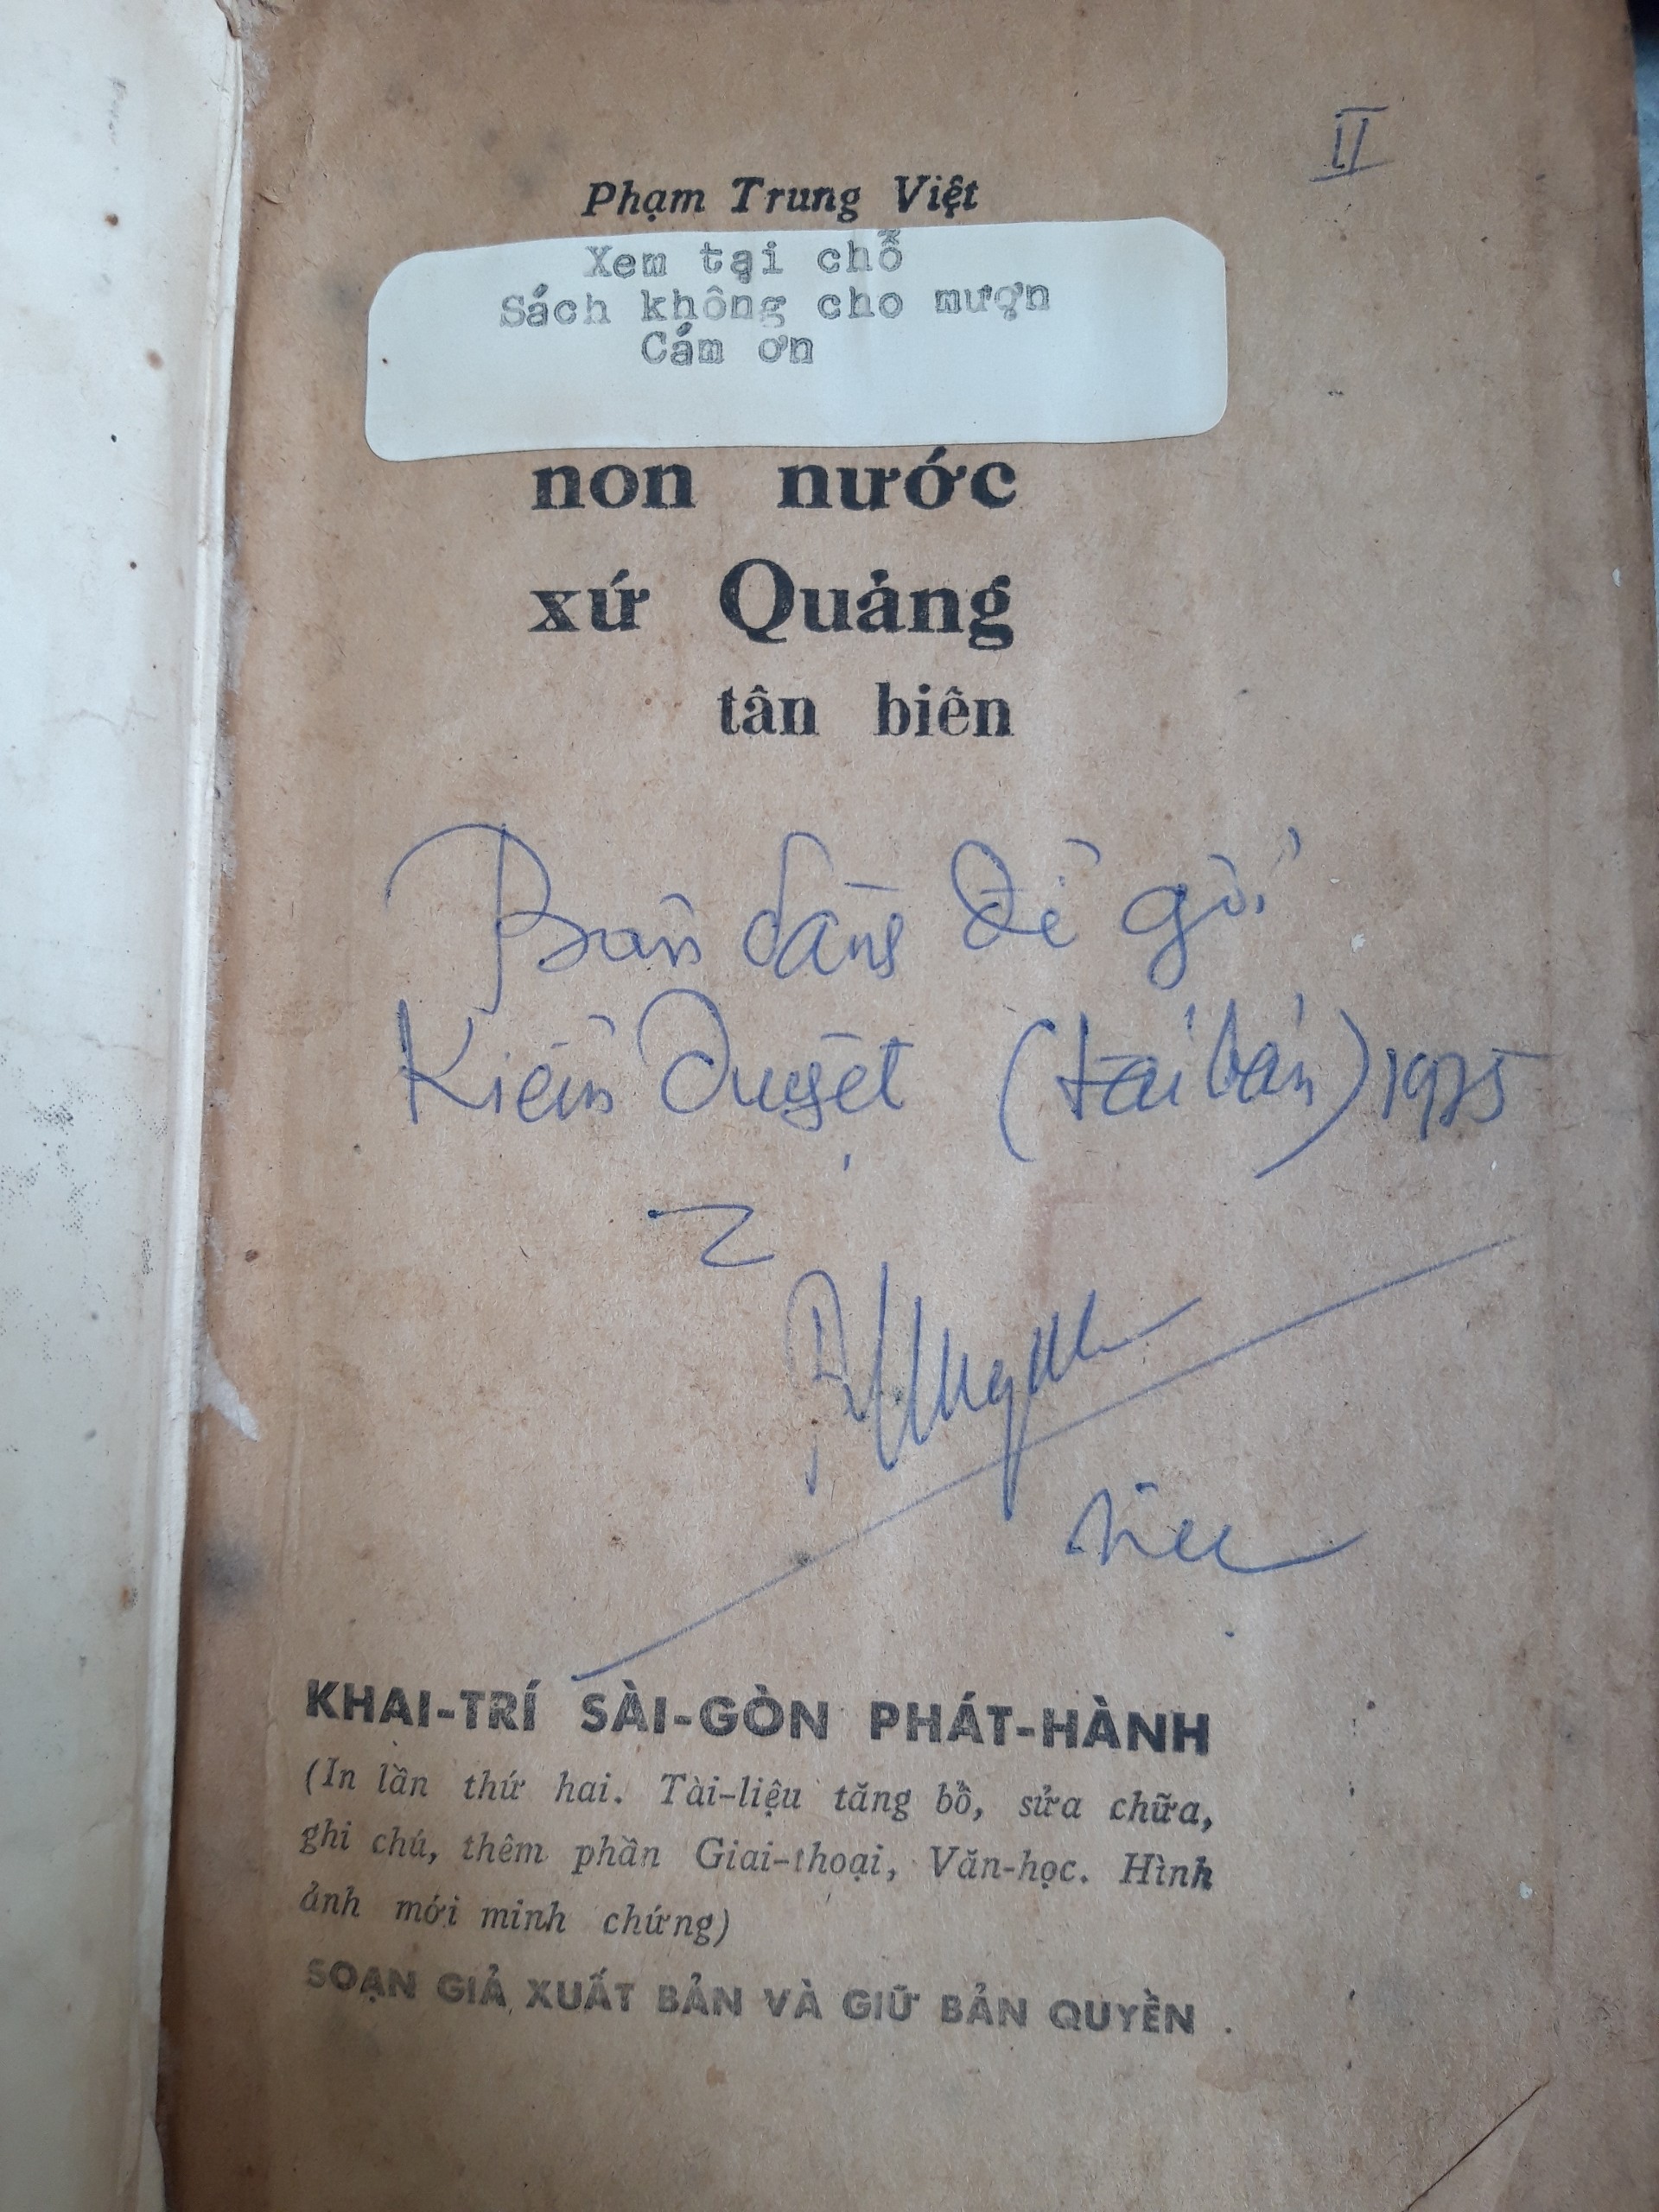 II
Phạm Trung Việt
Xem tại chỗ
Sách không cho mượn
Cám ơn
non nước
xứ Quảng
tân biên
Bản dùng để gởi
Kiểm duyệt (tái bản) 1975
KHAI-TRÍ SÀI-GÒN PHÁT-HÀNH
(In lần thứ hai. Tài-liệu tăng bổ, sửa chữa,
ghi chú, thêm phần Giai-thoại, Văn-học. Hình
ảnh mới minh chứng)
SOẠN GIẢ XUẤT BẢN VÀ GIỮ BẢN QUYỀN .